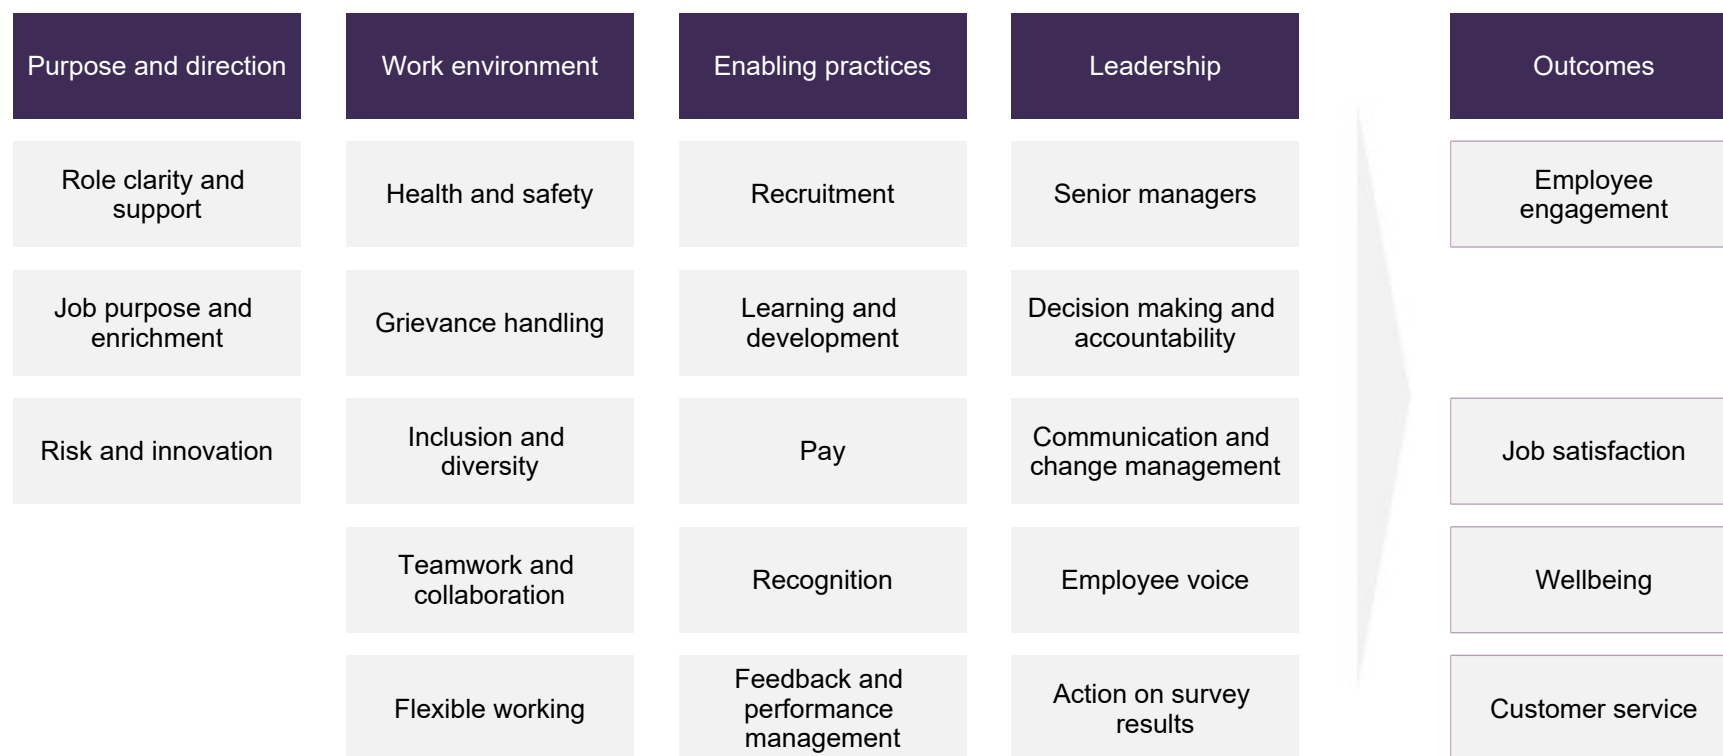 Purpose and direction
Work environment
Enabling practices
Leadership
Outcomes
Role clarity and
support
Health and safety
Recruitment
Senior managers
Employee
engagement
Job purpose and
enrichment
Grievance handling
Learning and
development
Decision making and
accountability
Risk and innovation
Inclusion and
diversity
Pay
Communication and
change management
Job satisfaction
Teamwork and
collaboration
Recognition
Employee voice
Wellbeing
Flexible working
Feedback and
performance
management
Action on survey
results
Customer service